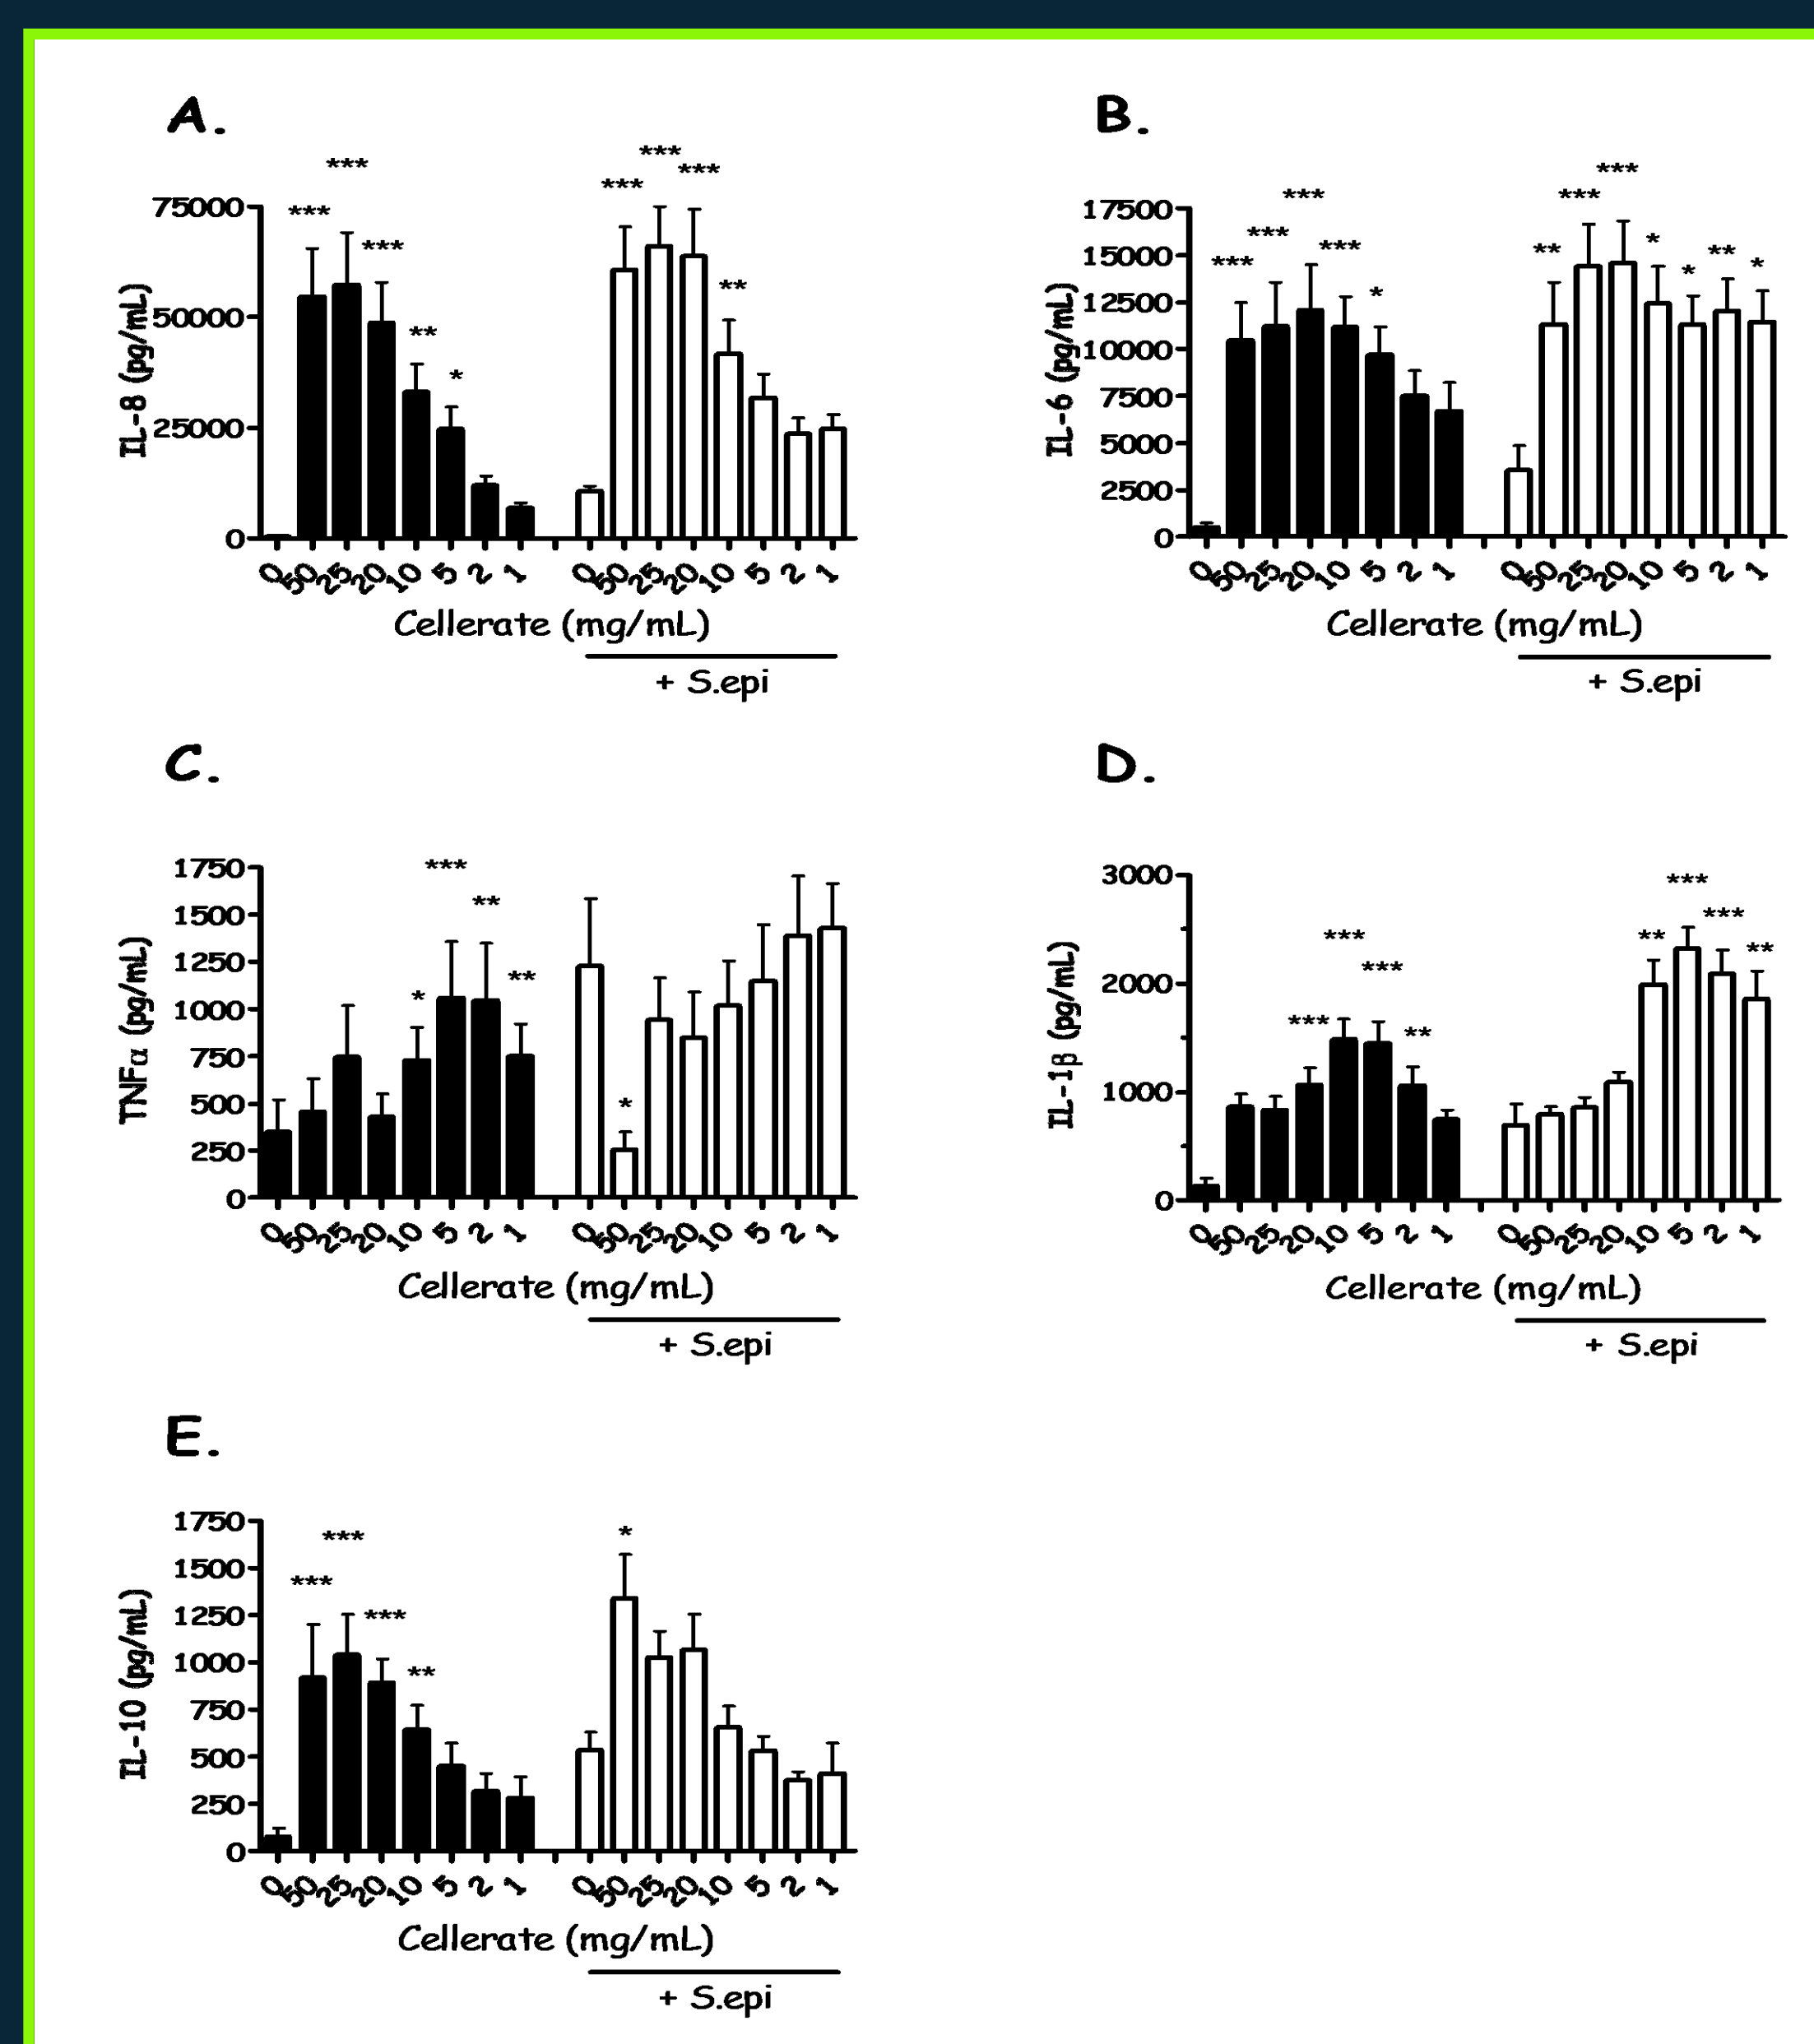 A.
***
***
***
**
*
***
***
***
**
75000
50000
25000
0
IL-8 (pg/mL)
0 50 25 20 10 5 2 1 0 50 25 20 10 5 2 1
Cellerate (mg/mL)
+ S.epi
B.
***
***
***
***
*
**
***
***
*
*
**
*
17500
15000
12500
10000
7500
5000
2500
0
IL-6 (pg/mL)
0 50 25 20 10 5 2 1 0 50 25 20 10 5 2 1
Cellerate (mg/mL)
+ S.epi
C.
*
***
**
**
*
1750
1500
1250
1000
750
500
250
0
TNFα (pg/mL)
0 50 25 20 10 5 2 1 0 50 25 20 10 5 2 1
Cellerate (mg/mL)
+ S.epi
D.
***
***
***
**
**
***
***
**
3000
2000
1000
0
IL-1β (pg/mL)
0 50 25 20 10 5 2 1 0 50 25 20 10 5 2 1
Cellerate (mg/mL)
+ S.epi
E.
***
***
***
**
*
1750
1500
1250
1000
750
500
250
0
IL-10 (pg/mL)
0 50 25 20 10 5 2 1 0 50 25 20 10 5 2 1
Cellerate (mg/mL)
+ S.epi